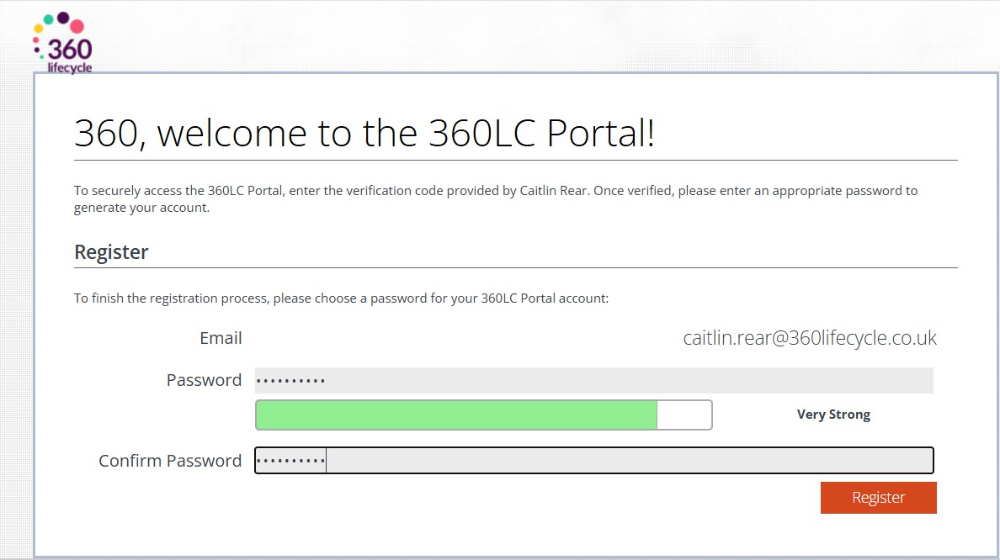 360
lifecycle
360, welcome to the 360LC Portal!
To securely access the 360LC Portal, enter the verification code provided by Caitlin Rear. Once verified, please enter an appropriate password to
generate your account.
Register
To finish the registration process, please choose a password for your 360LC Portal account:
Email caitlin.rear@360lifecycle.co.uk
Password ••••••••••
Very Strong
Confirm Password ••••••••••
Register